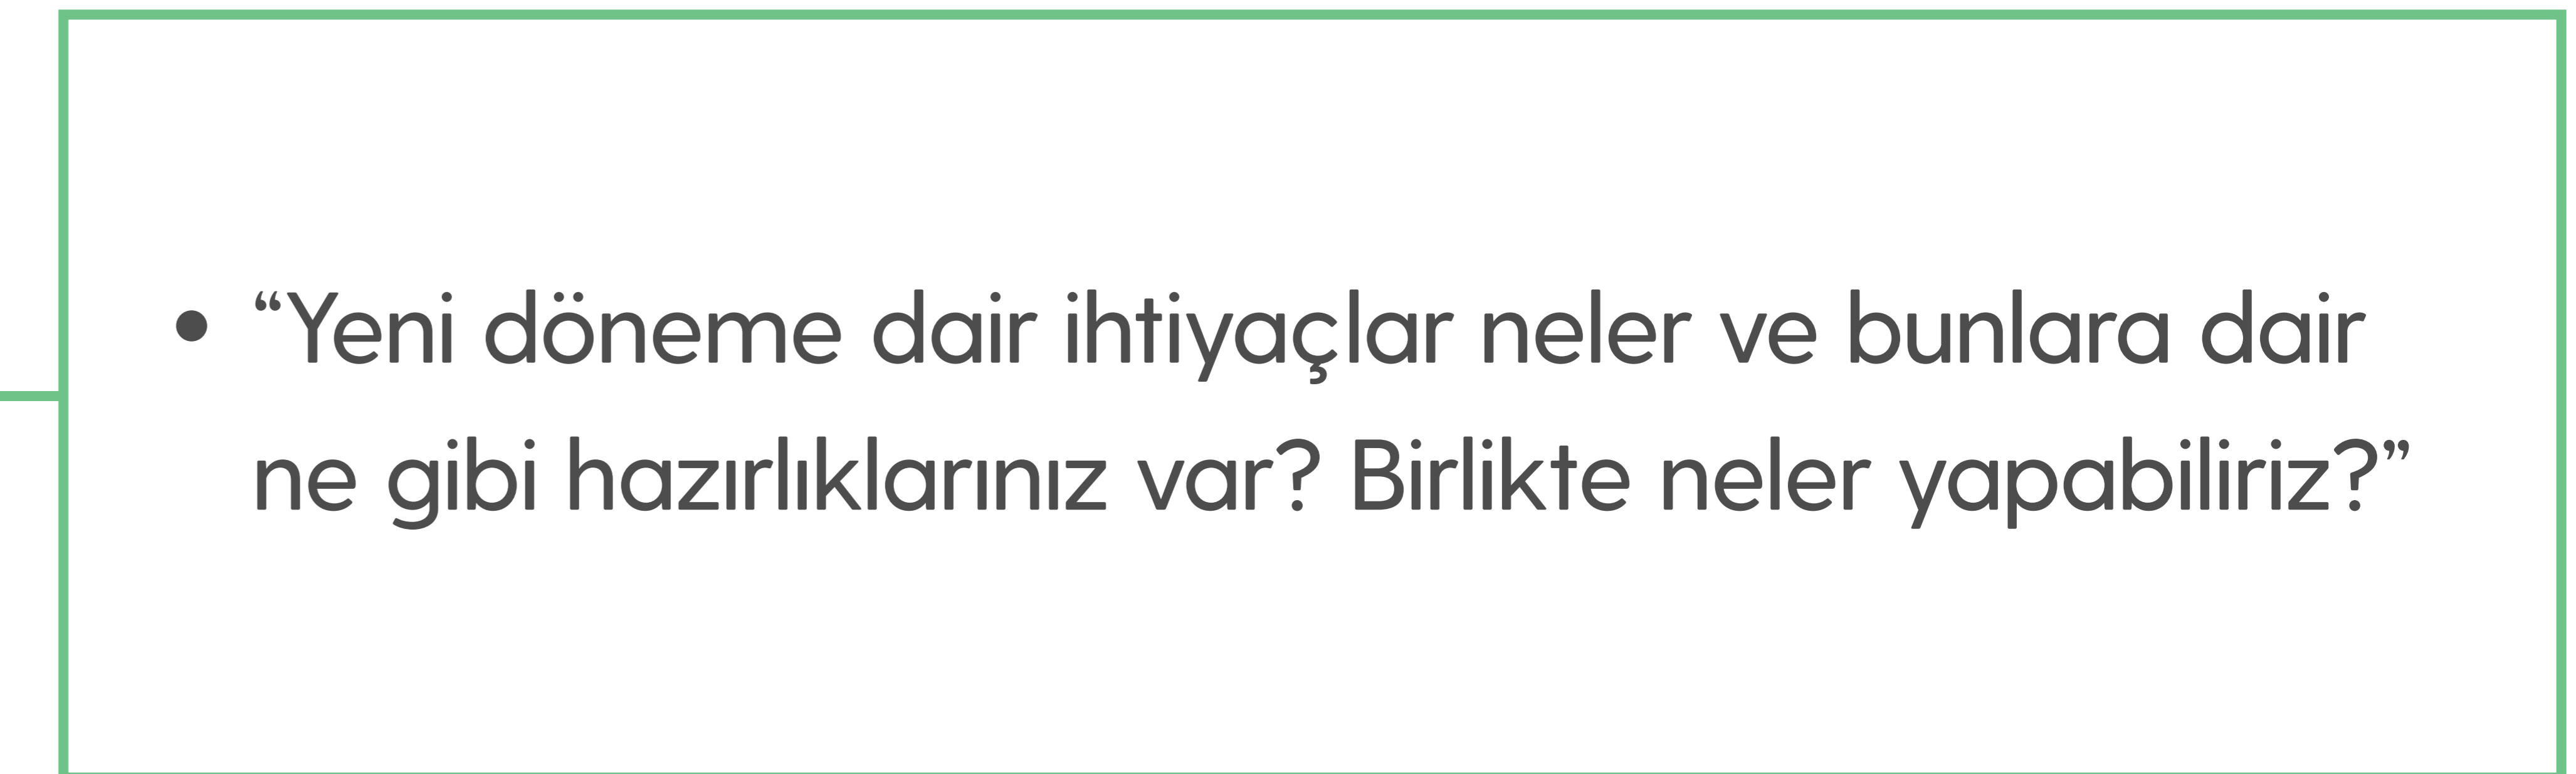 • “Yeni döneme dair ihtiyaçlar neler ve bunlara dair
ne gibi hazırlıklarınız var? Birlikte neler yapabiliriz?”